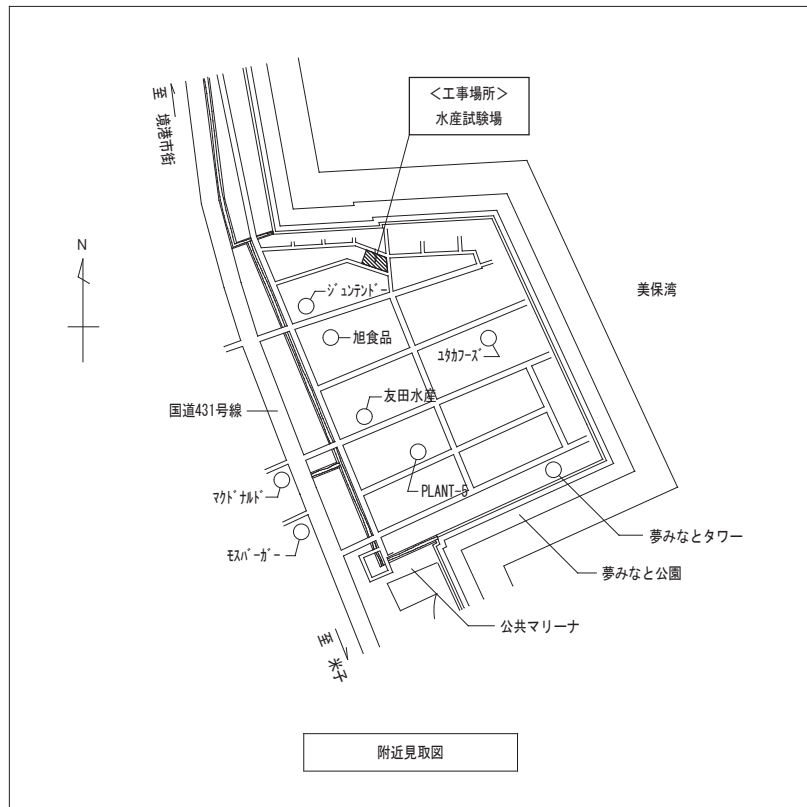 至 境港市街
＜工事場所＞
水産試験場
N
美保湾
ｼﾞｭﾝﾃﾝﾄﾞｰ
旭食品
ﾕﾀｶﾌｰｽﾞ
国道431号線
友田水産
ﾏｸﾄﾞﾅﾙﾄﾞ
PLANT-5
ﾓｽﾊﾞｰｶﾞｰ
夢みなとタワー
夢みなと公園
公共マリーナ
至 米子
附近見取図